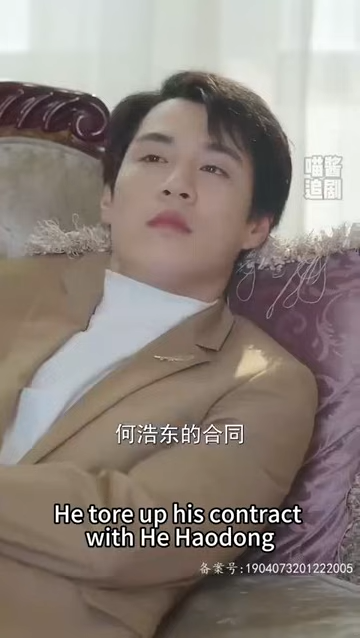 喵酱
追剧
何浩东的合同
He tore up his contract
with He Haodong
备案号:1904073201222005